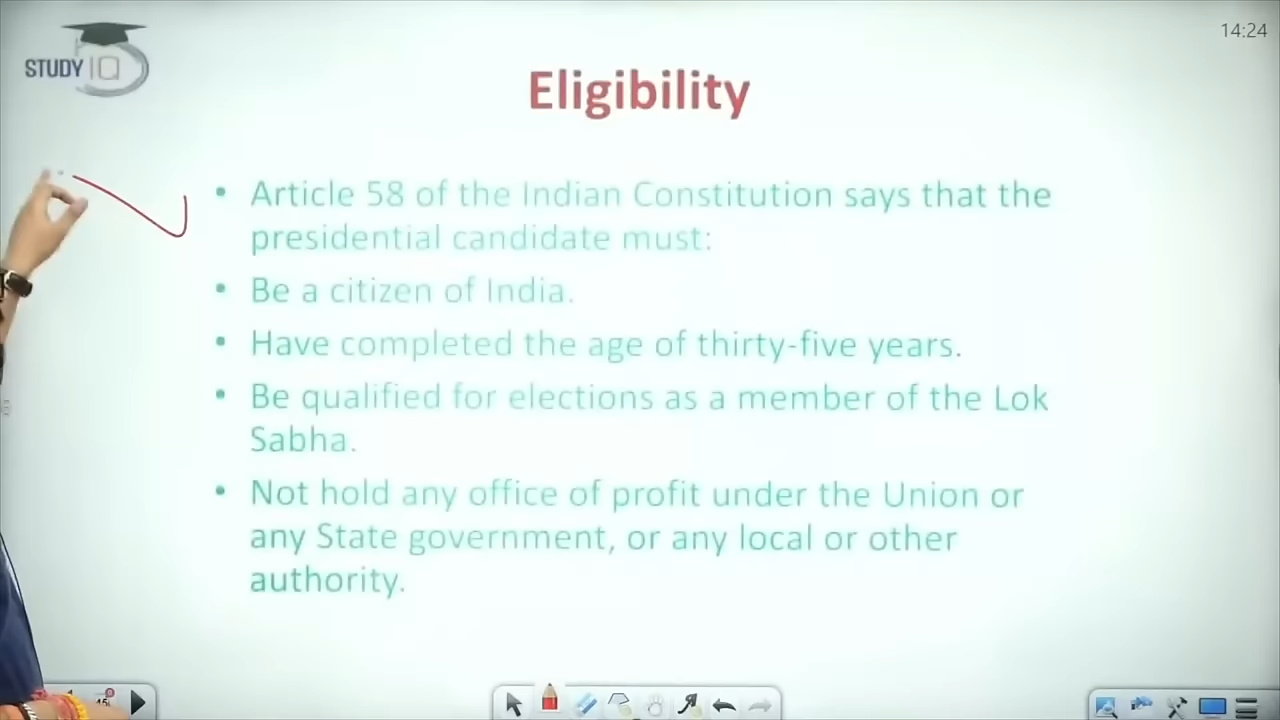 STUDY IQ
14:24
Eligibility
• Article 58 of the Indian Constitution says that the
presidential candidate must:
• Be a citizen of India.
• Have completed the age of thirty-five years.
• Be qualified for elections as a member of the Lok
Sabha.
• Not hold any office of profit under the Union or
any State government, or any local or other
authority.